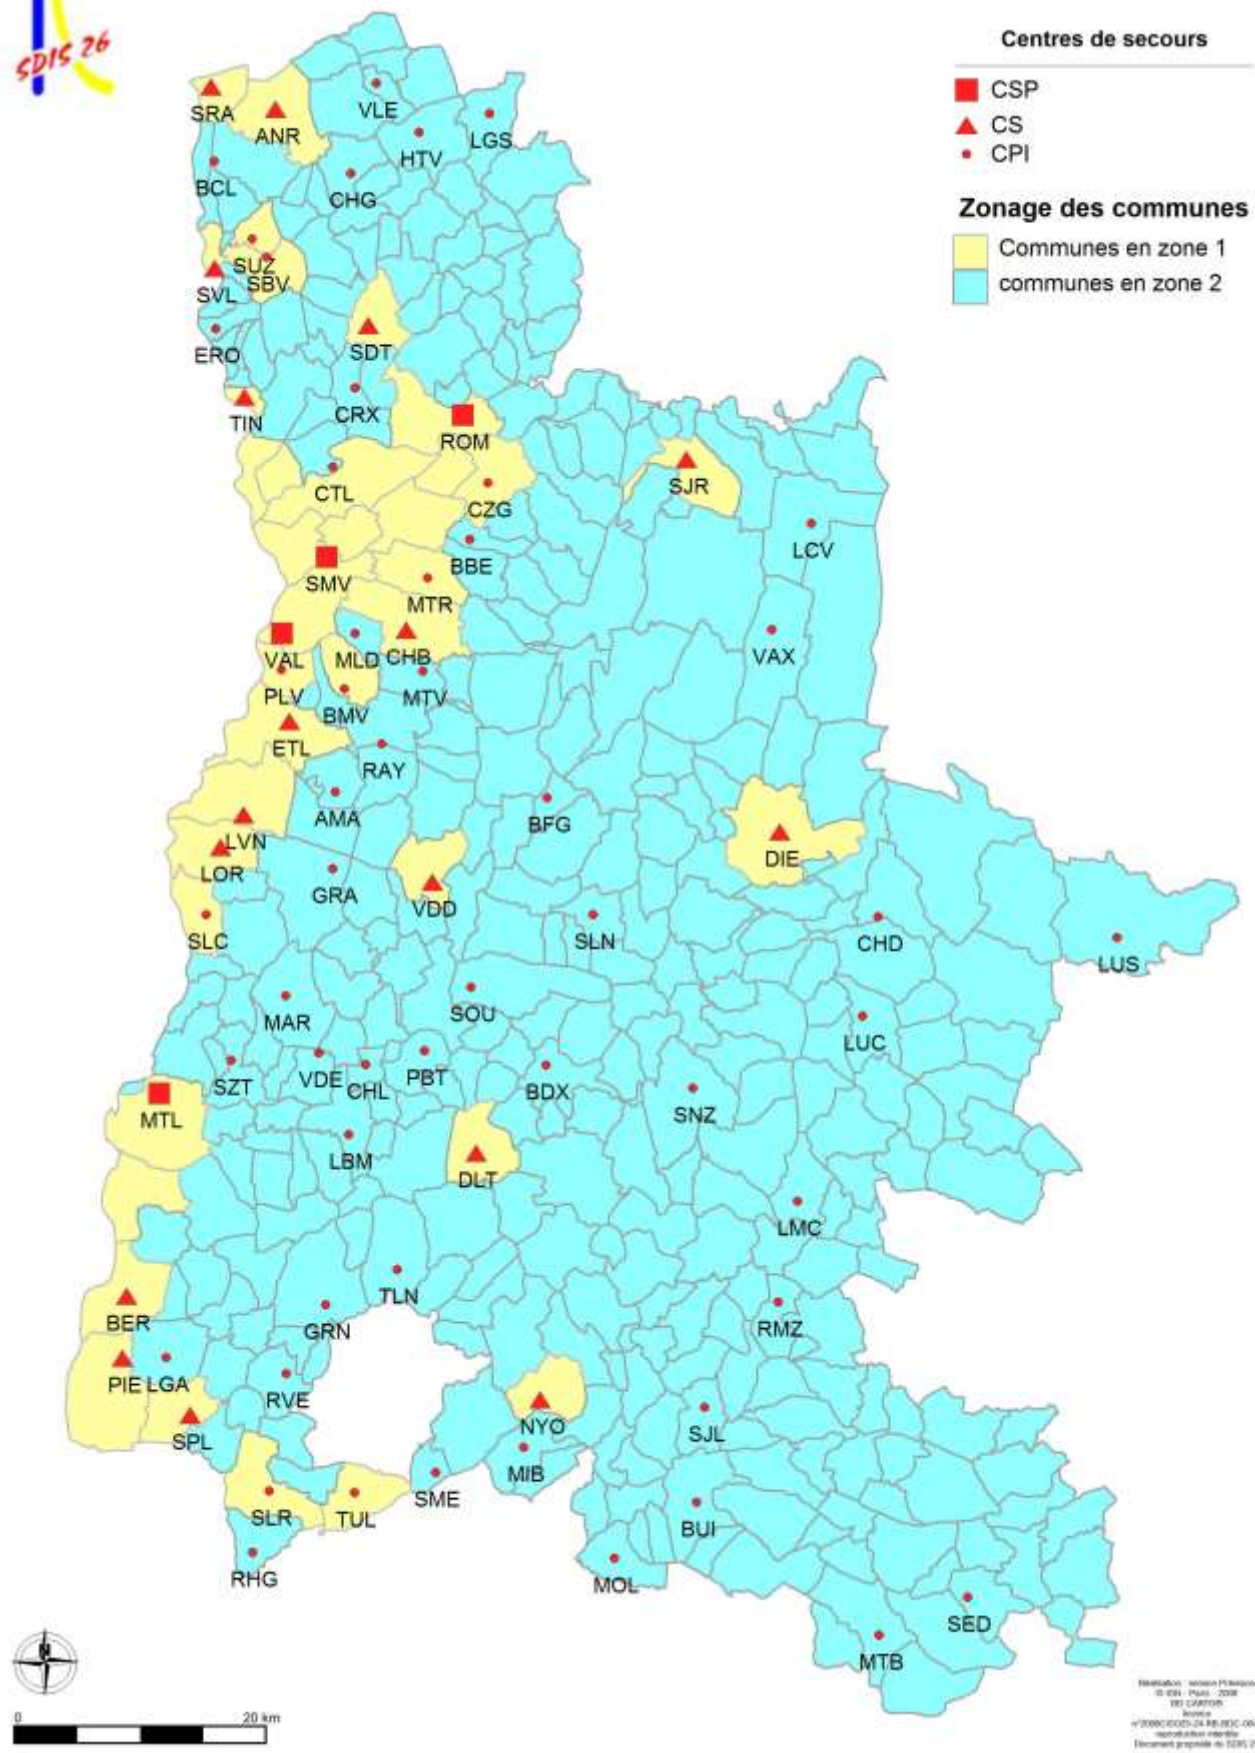 SDIS 26
Centres de secours
CSP
CS
CPI
Zonage des communes
Communes en zone 1
communes en zone 2
SRA
ANR
VLE
LGS
HTV
BCL
CHG
SUZ
SBV
SVL
ERO
SDT
TIN
CRX
ROM
CTL
CZG
SJR
LCV
BBE
SMV
MTR
VAX
VAL
MLD
CHB
PLV
BMV
MTV
ETL
RAY
AMA
BFG
LVN
LOR
DIE
GRA
VDD
SLC
SLN
CHD
LUS
MAR
SOU
LUC
SZT
VDE
CHL
PBT
BDX
SNZ
MTL
LBM
DLT
LMC
TLN
BER
GRN
RMZ
PIE
LGA
RVE
SPL
NYO
SJL
MIB
SME
SLR
TUL
BUI
RHG
MOL
SED
MTB
N
0
20 km